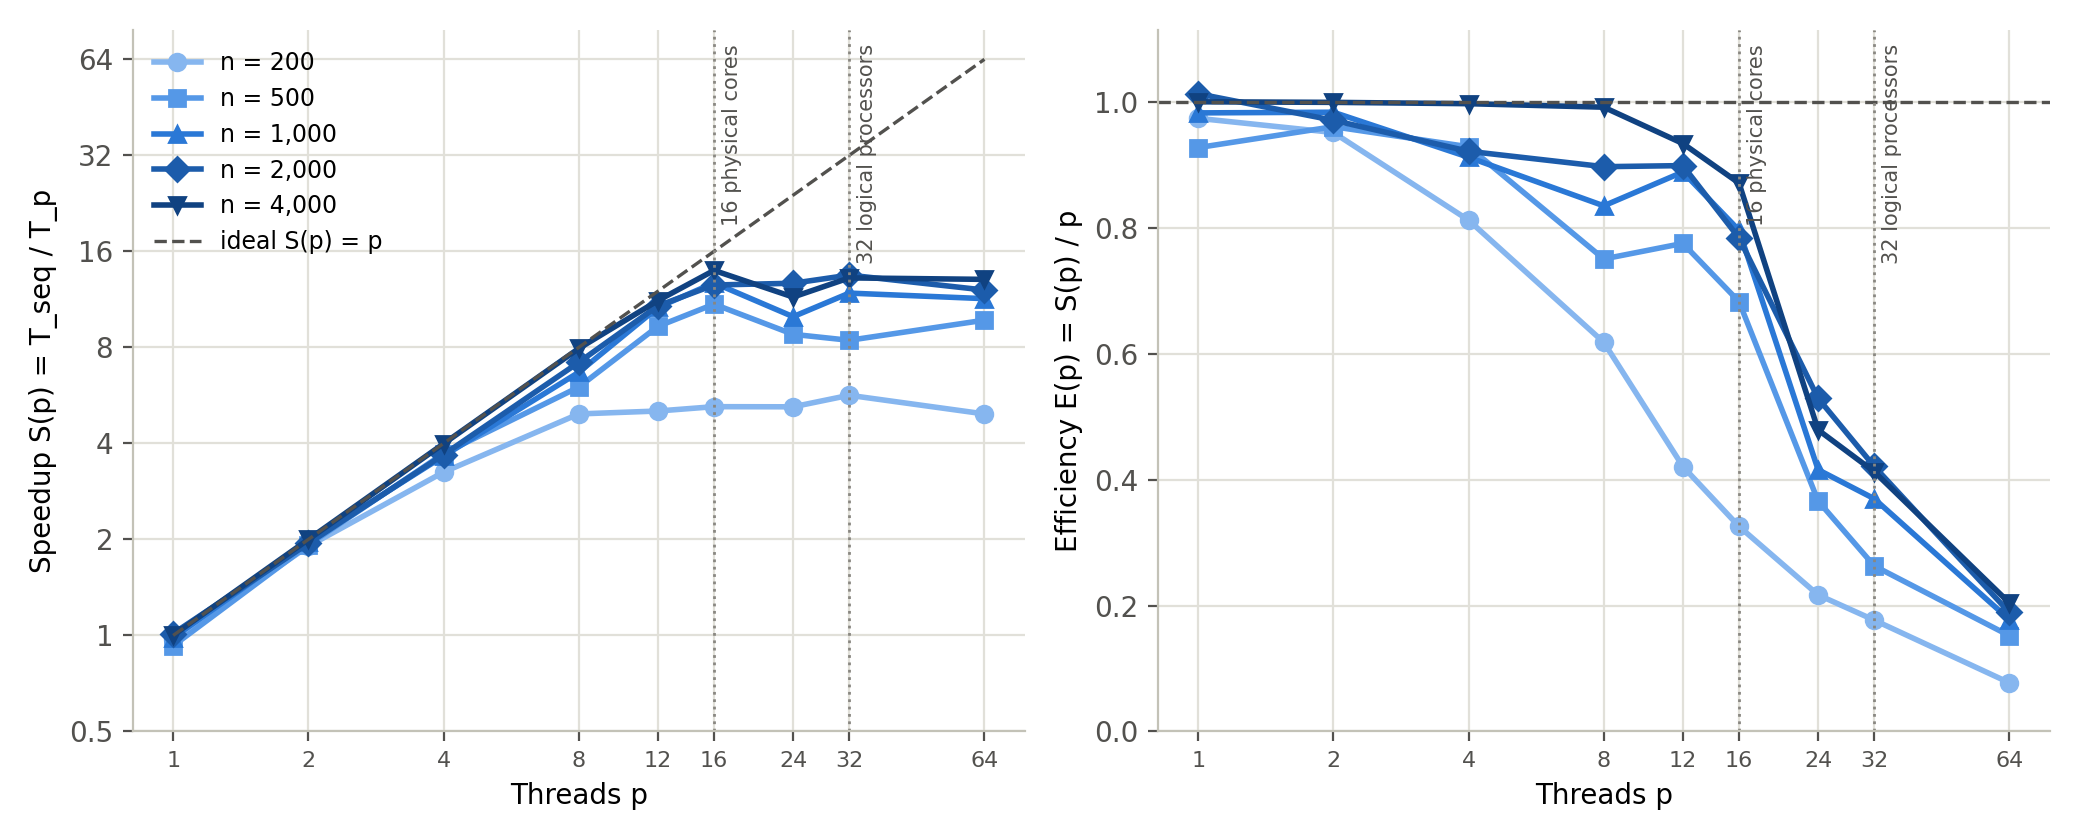 Speedup S(p) = T_seq / T_p
64
32
16
8
4
2
1
0.5
n = 200
n = 500
n = 1,000
n = 2,000
n = 4,000
ideal S(p) = p
16 physical cores
32 logical processors
1 2 4 8 12 16 24 32 64
Threads p
Efficiency E(p) = S(p) / p
1.0
0.8
0.6
0.4
0.2
0.0
16 physical cores
32 logical processors
1 2 4 8 12 16 24 32 64
Threads p